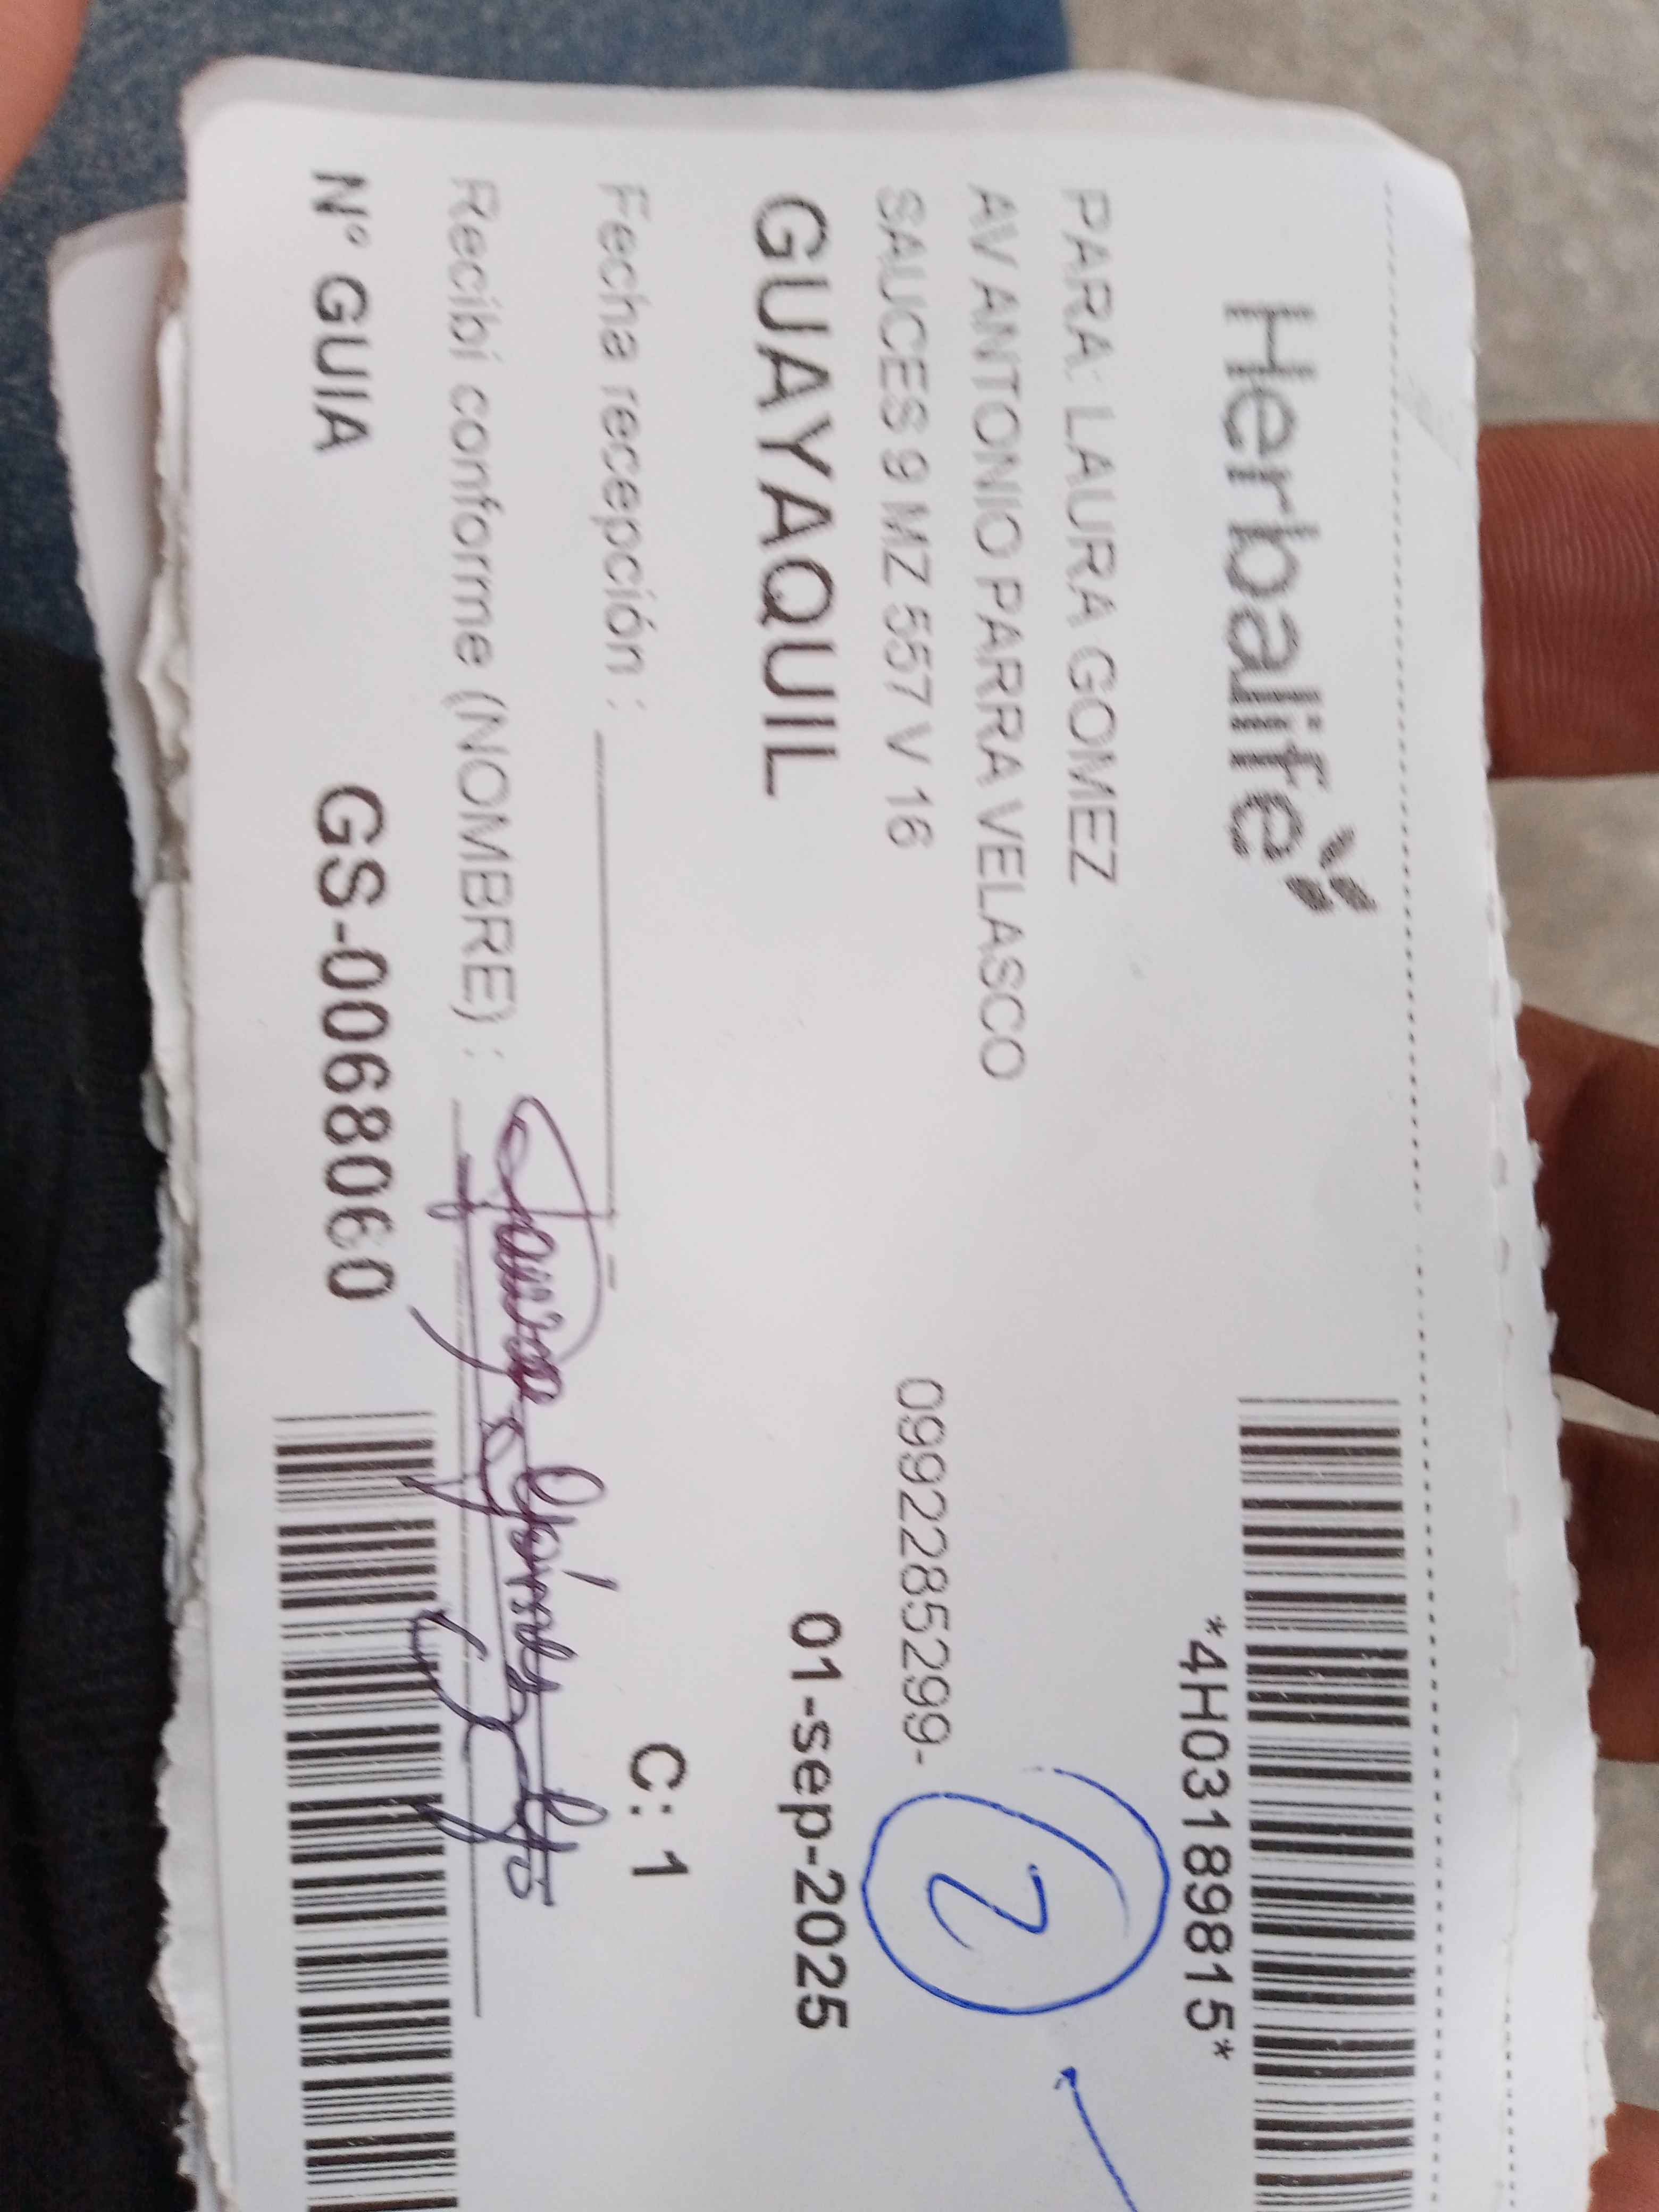 Herbalife
*4H03189815*
PARA: LAURA GOMEZ
AV ANTONIO PARRA VELASCO
SAUCES 9 MZ 557 V 16
0992285299-
2
GUAYAQUIL
01-sep-2025
C: 1
Fecha recepción :
Recibí conforme (NOMBRE) :
N° GUIA
GS-0068060